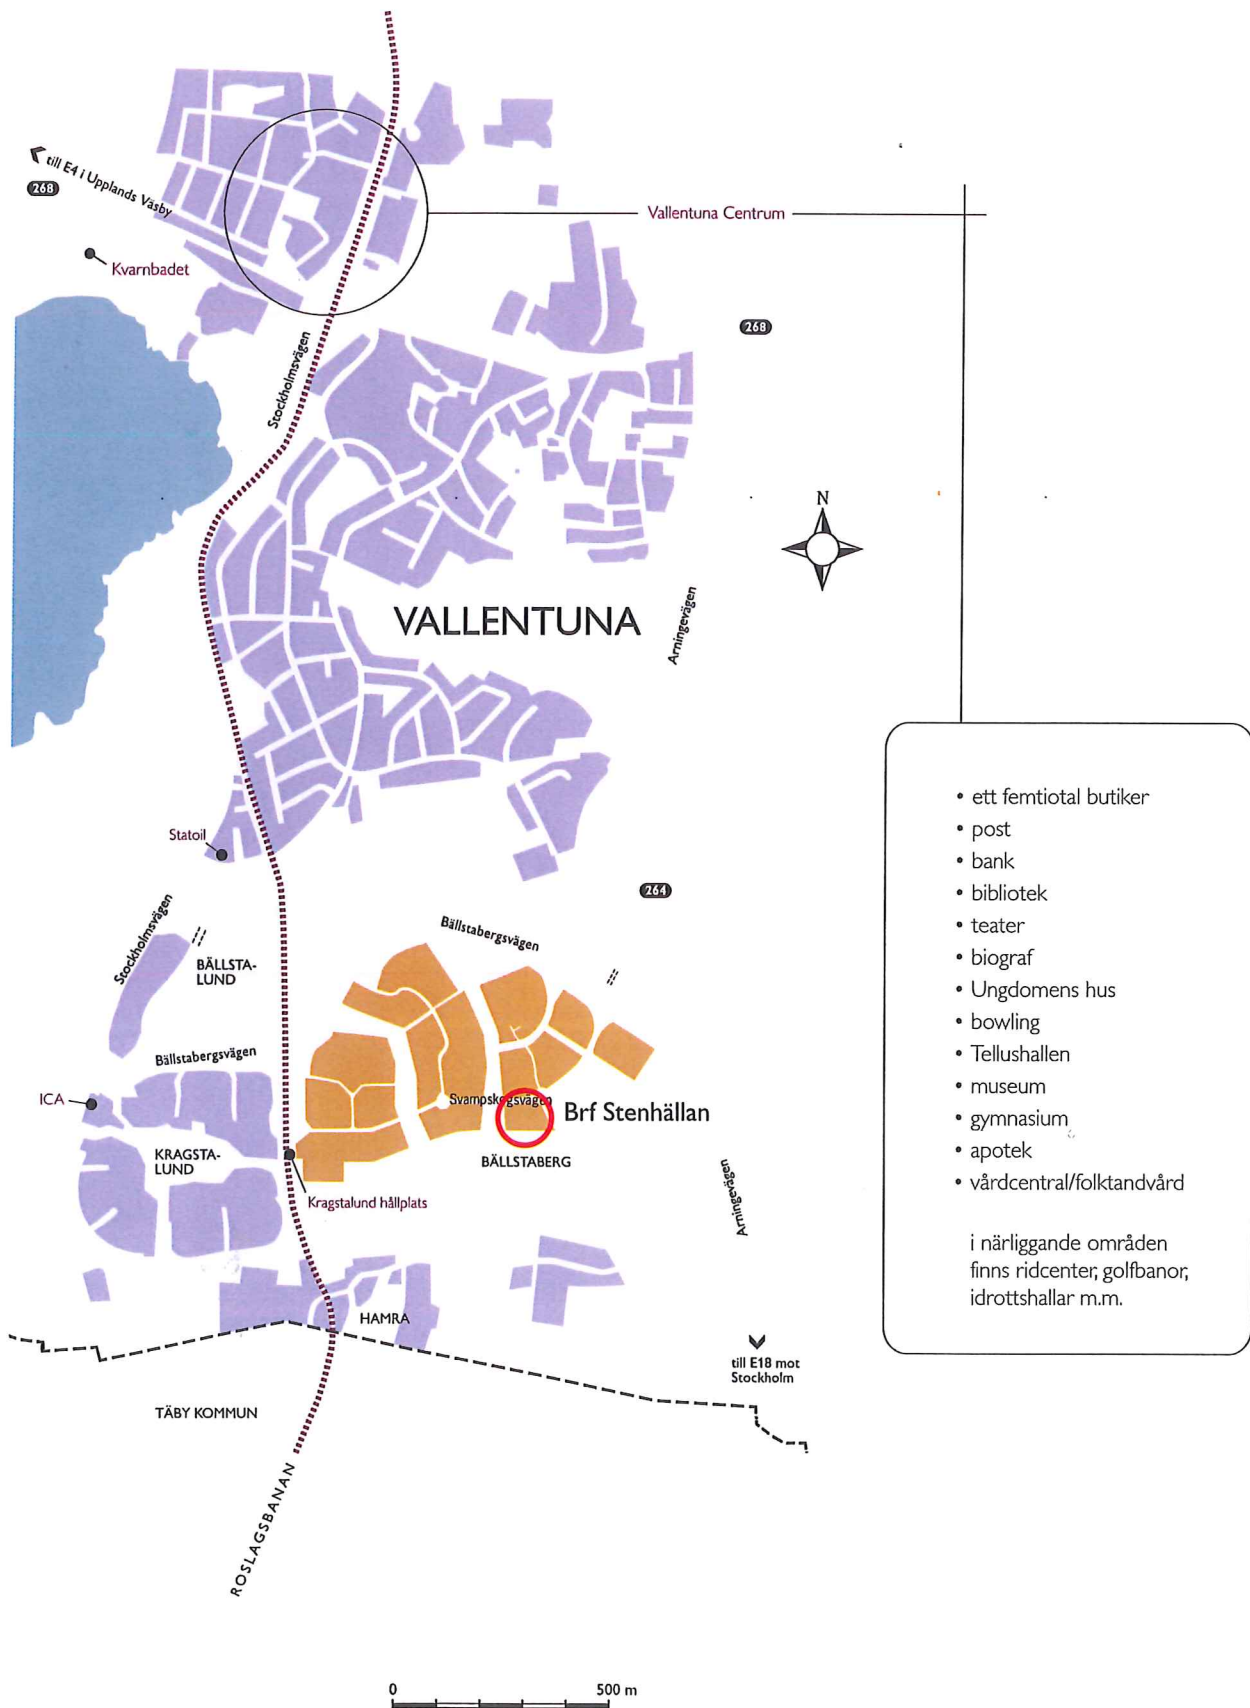 till E4 i Upplands Väsby
268
Kvarnbadet
Vallentuna Centrum
268
Stockholmsvägen
N
VALLENTUNA
Arningevägen
Statoil
264
Stockholmsvägen
BÄLLSTA-
LUND
Bällstabergsvägen
Bällstabergsvägen
ICA
Svampskogsvägen
Brf Stenhällan
KRAGSTA-
LUND
BÄLLSTABERG
Kragstalund hållplats
Arningevägen
HAMRA
till E18 mot
Stockholm
TÄBY KOMMUN
ROSLAGSBANAN
0 500 m
• ett femtiotal butiker
• post
• bank
• bibliotek
• teater
• biograf
• Ungdomens hus
• bowling
• Tellushallen
• museum
• gymnasium
• apotek
• vårdcentral/folktandvård
i närliggande områden
finns ridcenter, golfbanor,
idrottshallar m.m.